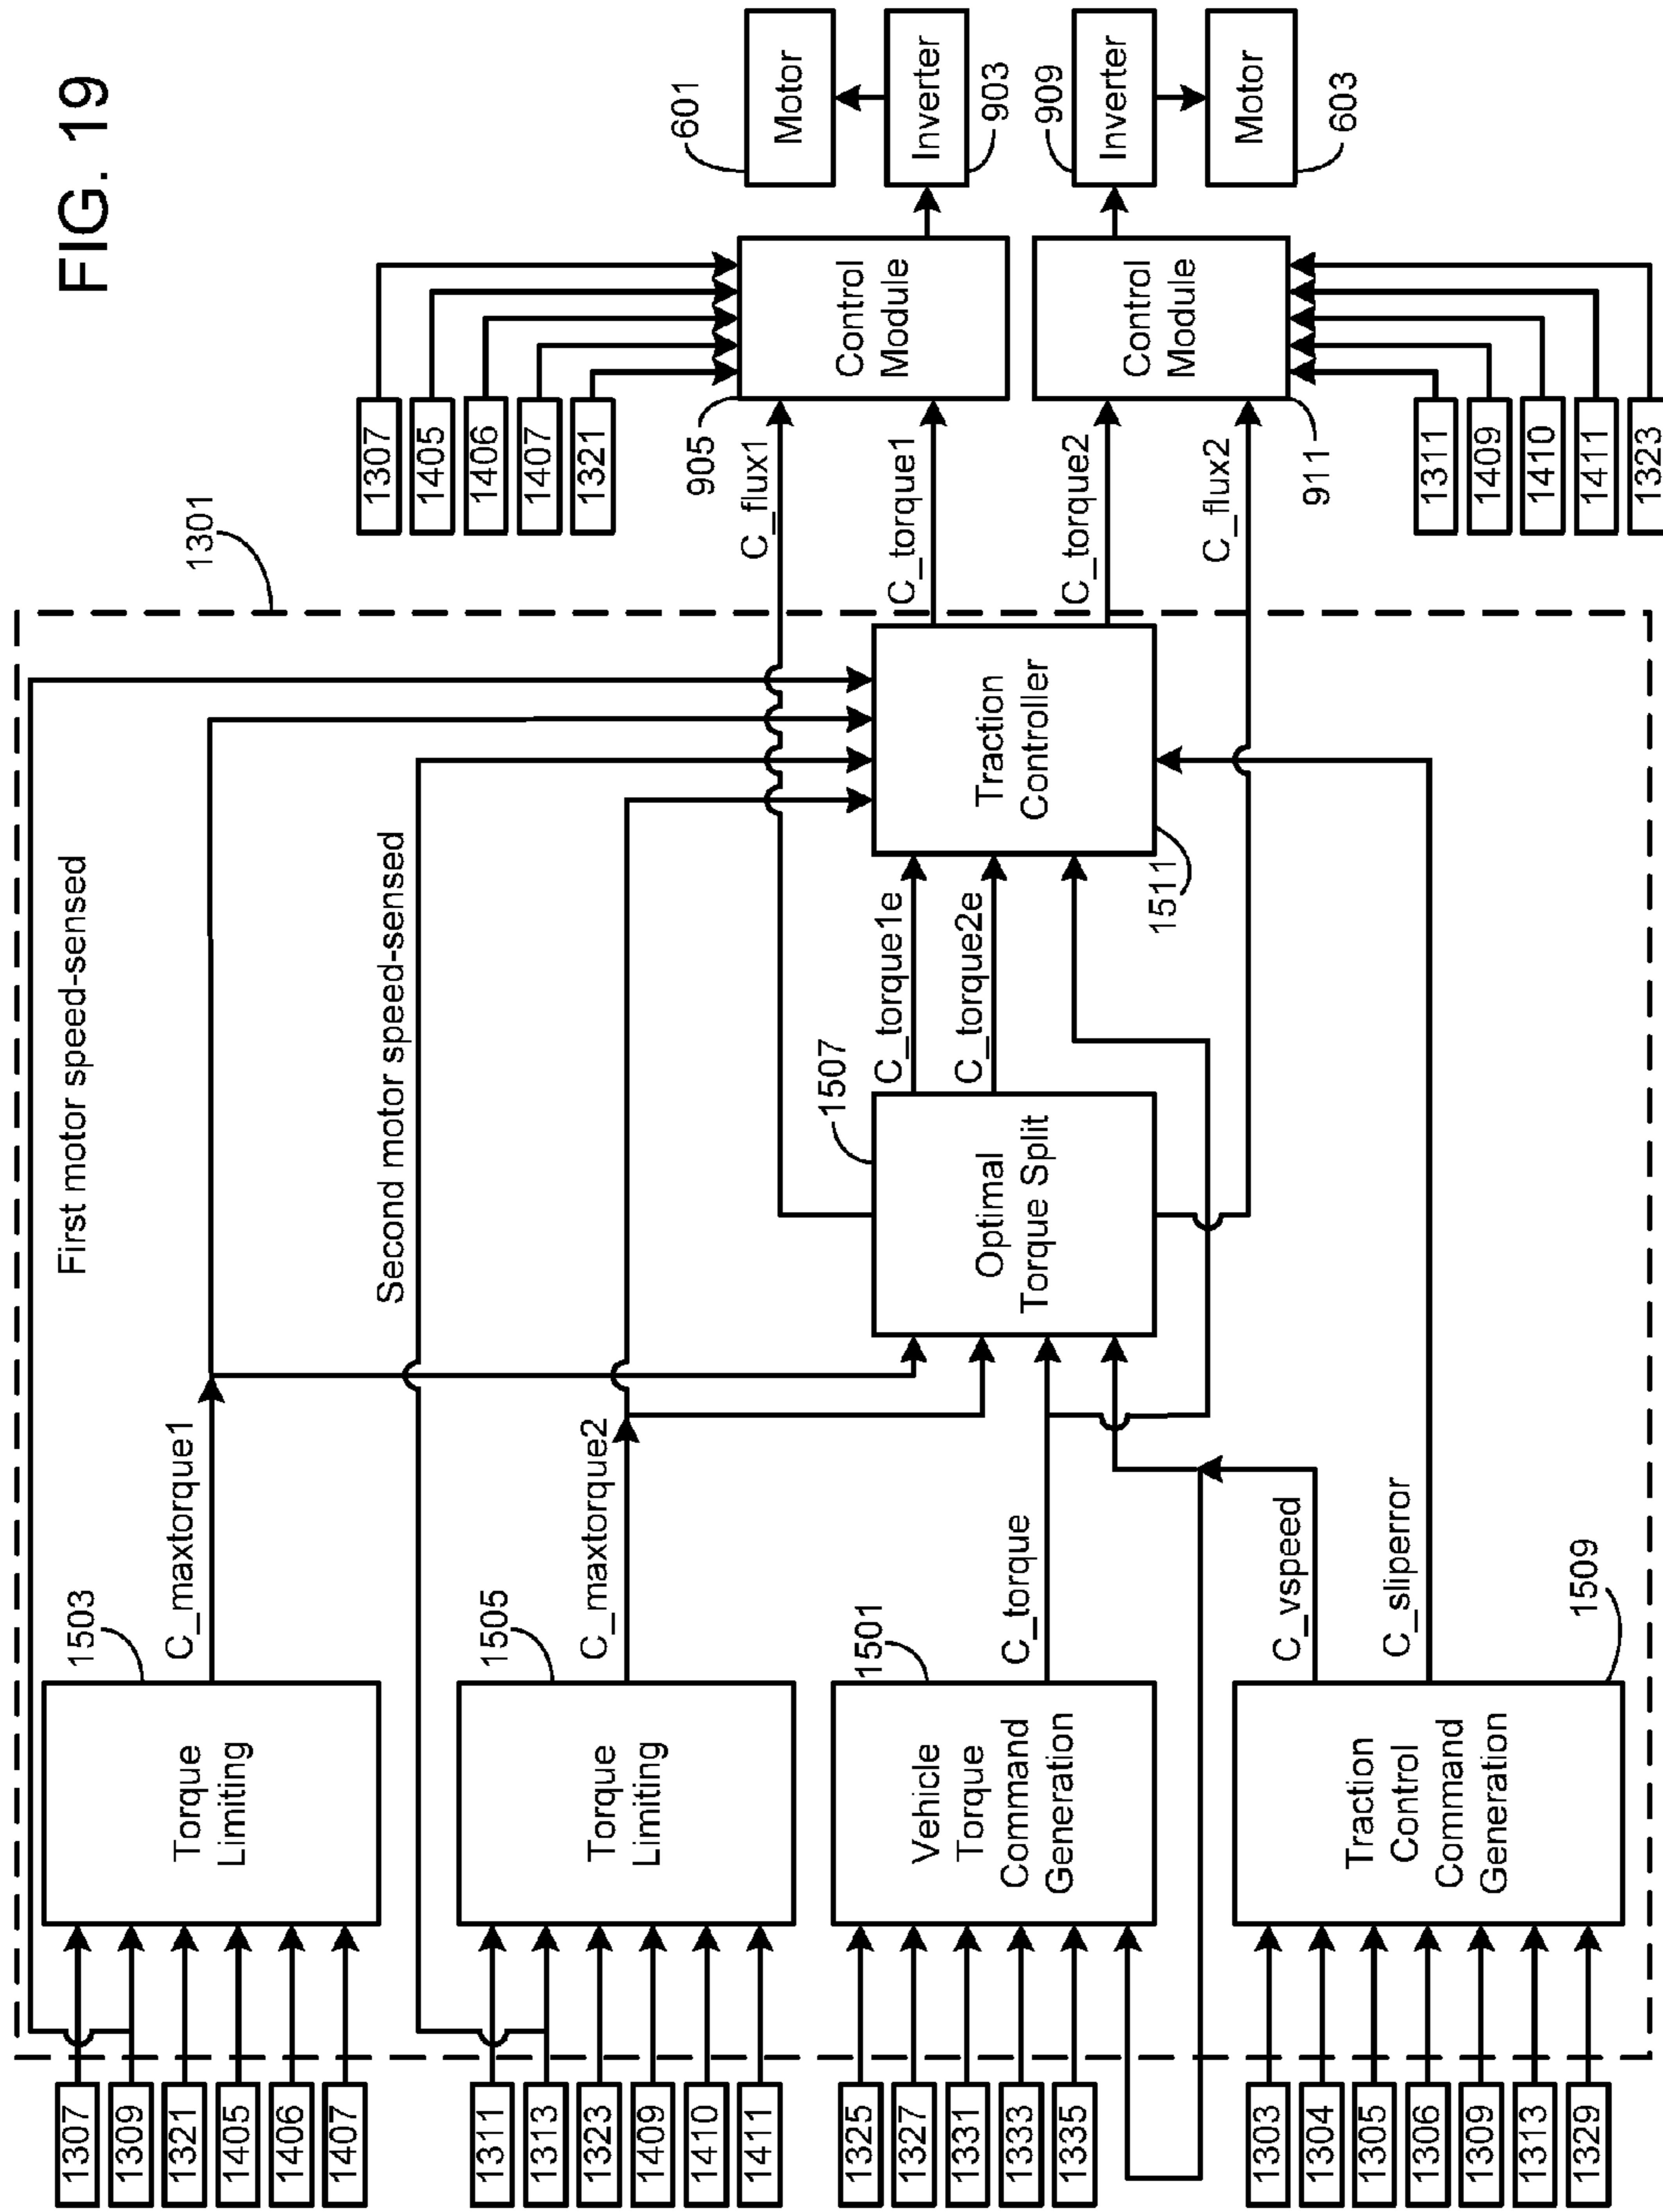 FIG. 19
1301
First motor speed-sensed
Second motor speed-sensed
1307
1309
1321
1405
1406
1407
Torque
Limiting
1503
C_maxtorque1
1311
1313
1323
1409
1410
1411
Torque
Limiting
1505
C_maxtorque2
1325
1327
1331
1333
1335
Vehicle
Torque
Command
Generation
1501
C_torque
1303
1304
1305
1306
1309
1313
1329
Traction
Control
Command
Generation
1509
C_vspeed
C_sliperror
Optimal
Torque Split
1507
C_torque1e
C_torque2e
Traction
Controller
1511
C_flux1
C_torque1
C_torque2
C_flux2
1307
1405
1406
1407
1321
905
Control
Module
Control
Module
911
1311
1409
1410
1411
1323
601
Motor
Inverter
903
909
Inverter
Motor
603